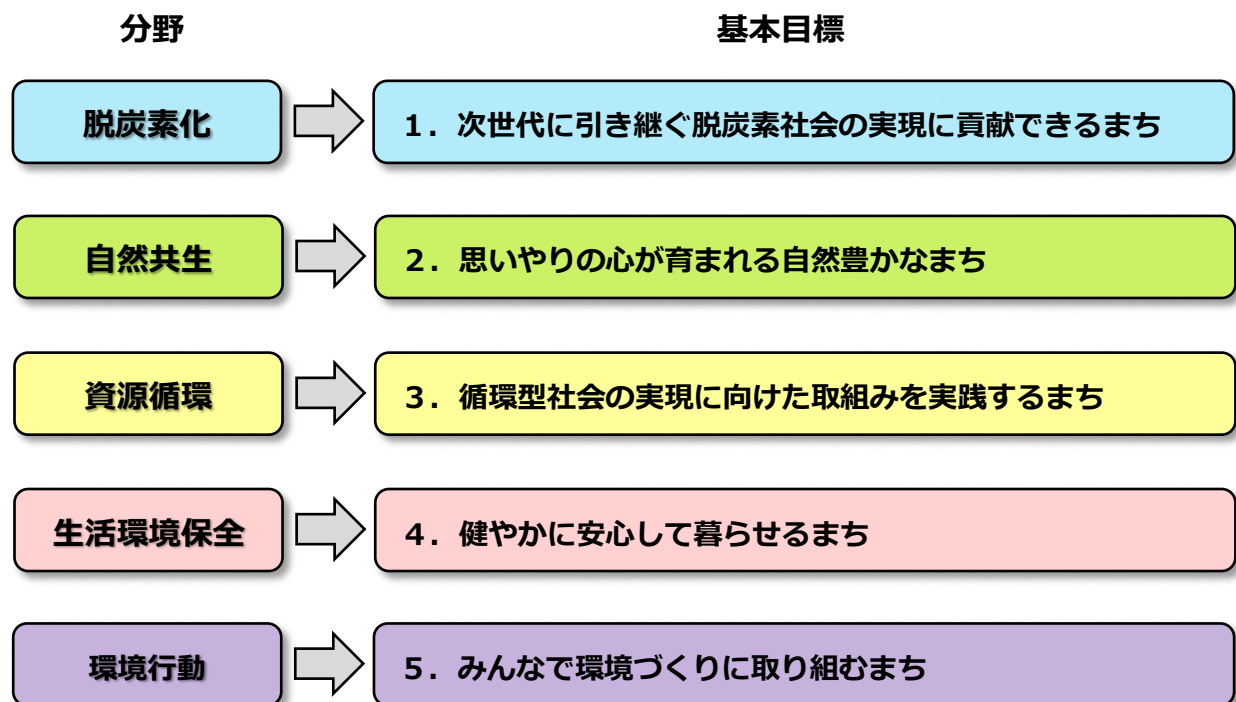 分野 基本目標
脱炭素化 １．次世代に引き継ぐ脱炭素社会の実現に貢献できるまち
自然共生 ２．思いやりの心が育まれる自然豊かなまち
資源循環 ３．循環型社会の実現に向けた取組みを実践するまち
生活環境保全 ４．健やかに安心して暮らせるまち
環境行動 ５．みんなで環境づくりに取り組むまち